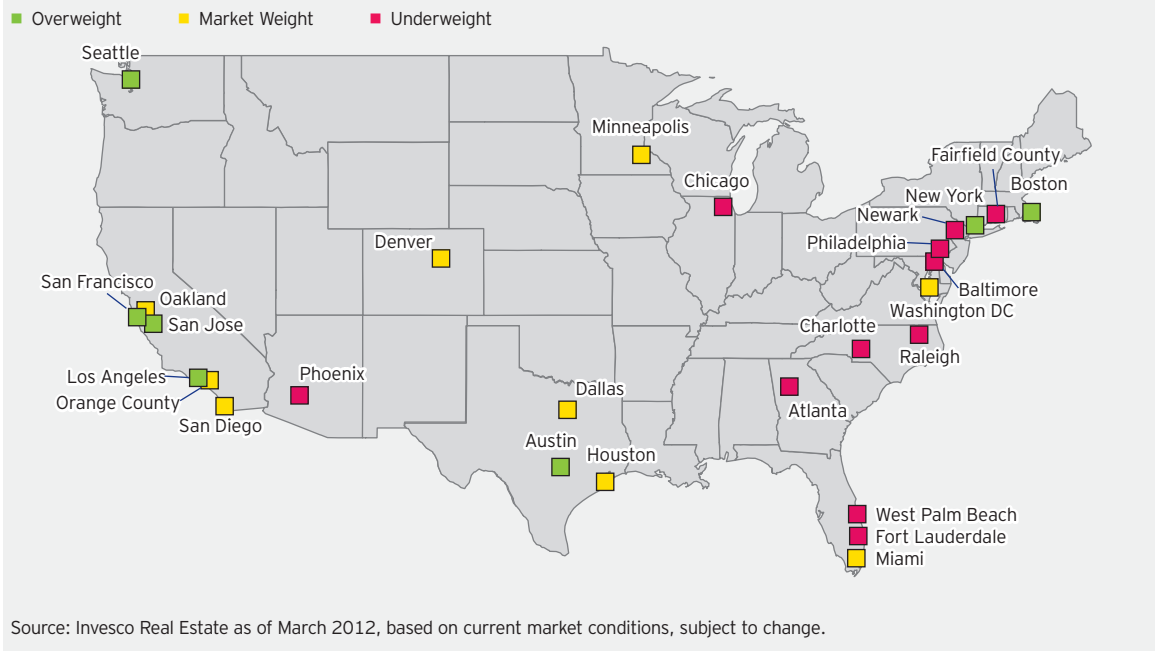 Overweight Market Weight Underweight
Seattle
Minneapolis
Fairfield County
Chicago
Boston
New York
Newark
Denver
Philadelphia
San Francisco
Baltimore
Oakland
Washington DC
San Jose
Charlotte
Raleigh
Los Angeles
Phoenix
Orange County
Dallas
Atlanta
San Diego
Austin
Houston
West Palm Beach
Fort Lauderdale
Miami
Source: Invesco Real Estate as of March 2012, based on current market conditions, subject to change.